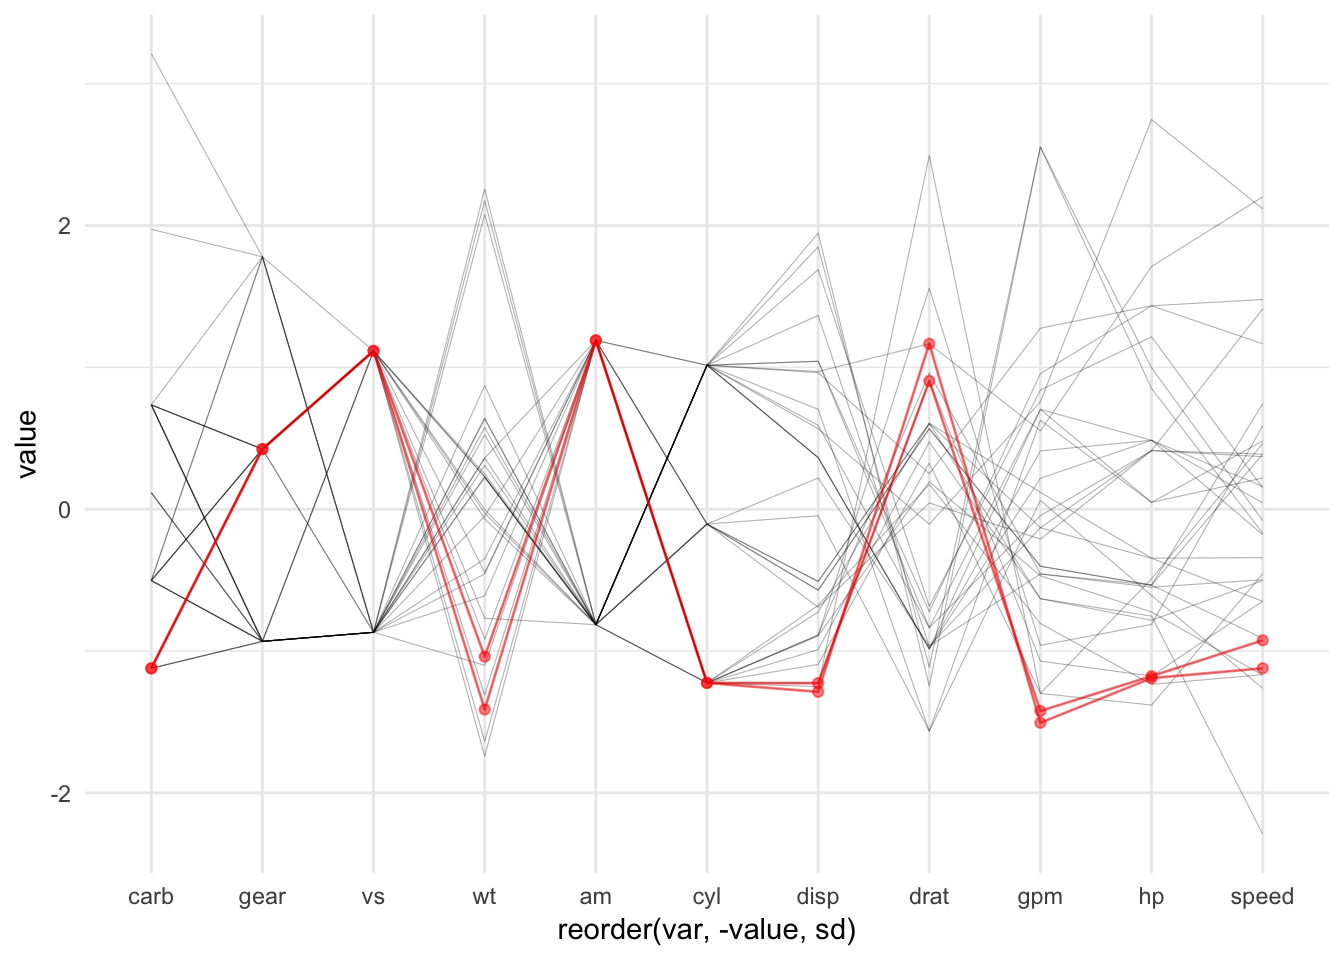 value
2
0
-2
carb gear vs wt am cyl disp drat gpm hp speed
reorder(var, -value, sd)